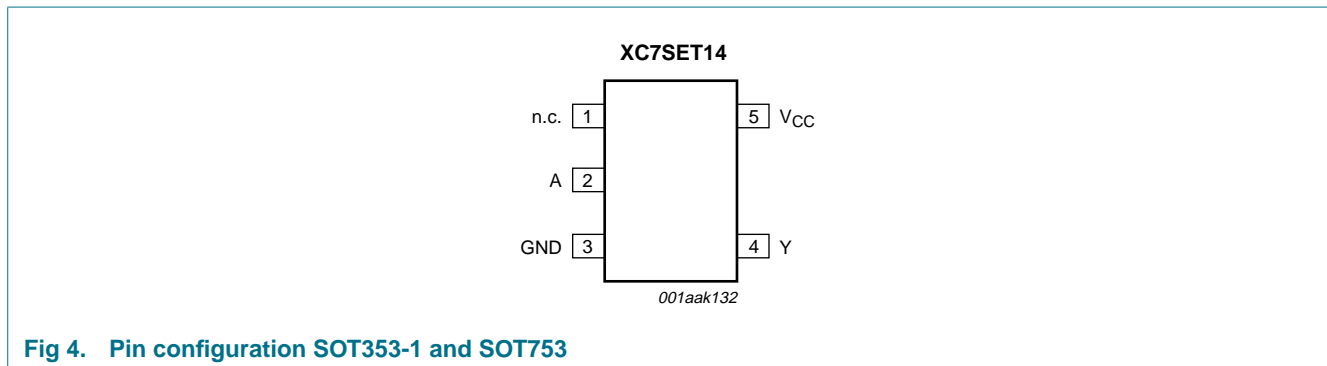 XC7SET14
n.c. 1 5 VCC
A 2
GND 3 4 Y
001aak132
Fig 4. Pin configuration SOT353-1 and SOT753